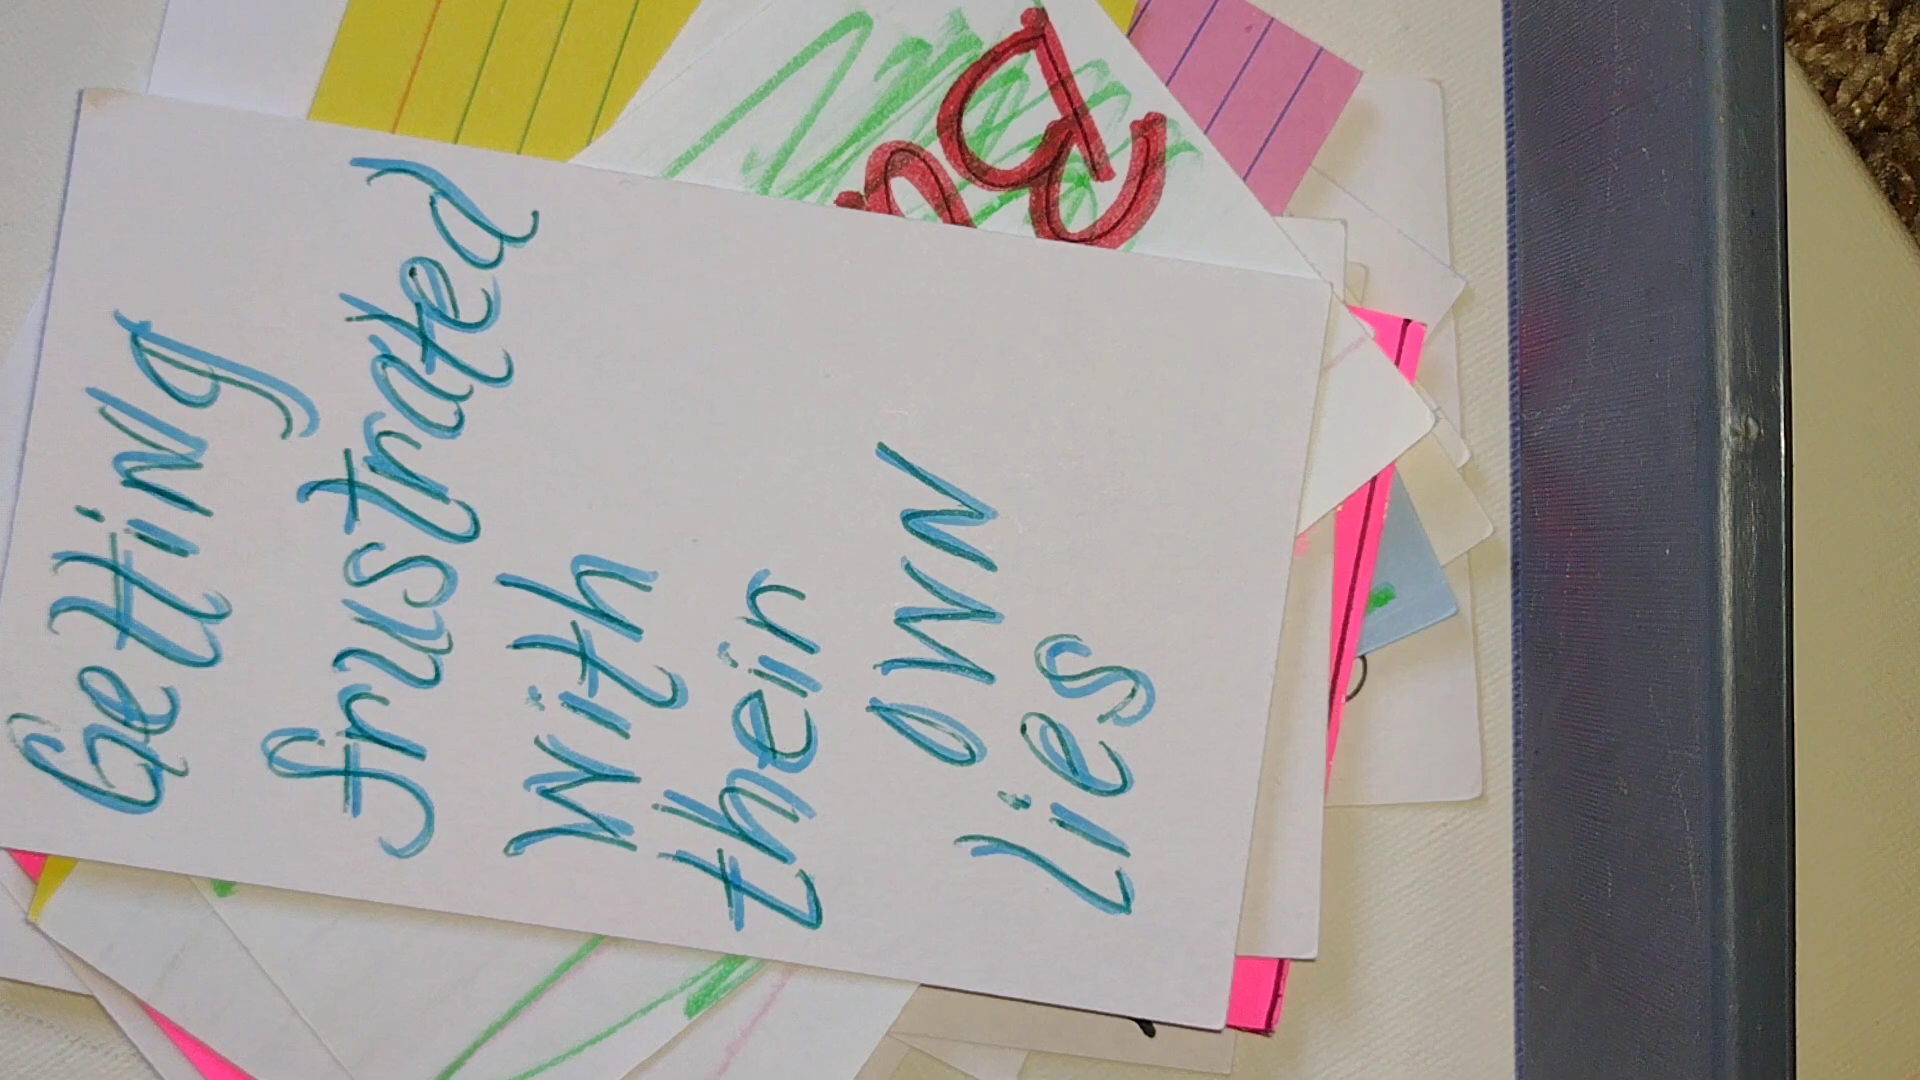 Getting
frustrated
with
their
own
lies